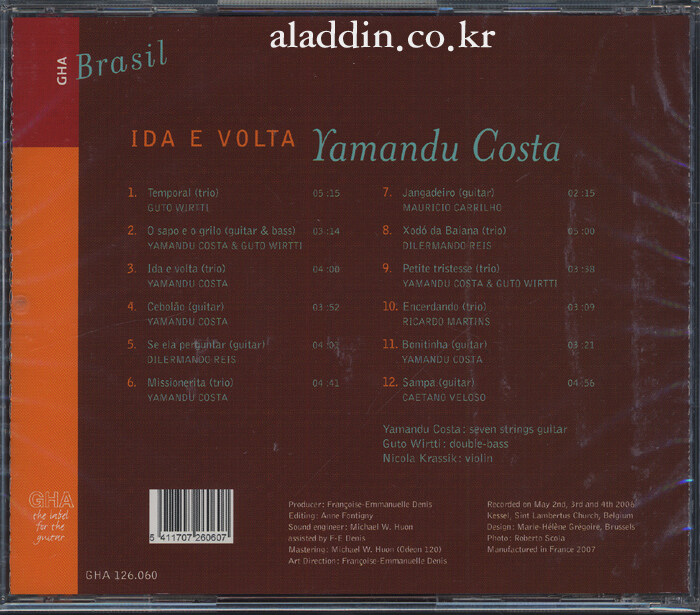 aladdin.co.kr
GHA
Brasil
IDA E VOLTA
Yamandu Costa
1. Temporal (trio) 05:15
GUTO WIRTTI
2. O sapo e o grilo (guitar & bass) 03:14
YAMANDU COSTA & GUTO WIRTTI
3. Ida e volta (trio) 04:00
YAMANDU COSTA
4. Cebolão (guitar) 03:52
YAMANDU COSTA
5. Se ela perguntar (guitar)
DILERMANDO REIS
6. Missionerita (trio) 04:41
YAMANDU COSTA
7. Jangadeiro (guitar) 02:15
MAURICIO CARRILHO
8. Xodó da Baiana (trio) 05:00
DILERMANDO REIS
9. Petite tristesse (trio) 03:38
YAMANDU COSTA & GUTO WIRTTI
10. Encerdando (trio) 03:09
RICARDO MARTINS
11. Bonitinha (guitar) 03:21
YAMANDU COSTA
12. Sampa (guitar) 04:56
CAETANO VELOSO
Yamandu Costa: seven strings guitar
Guto Wirtti: double-bass
Nicola Krassik: violin
GHA
the label
for the
guitar
5 411707 260607
GHA 126.060
Producer: Françoise-Emmanuelle Denis
Editing: Anne Fontigny
Sound engineer: Michael W. Huon
assisted by F-E Denis
Mastering: Michael W. Huon (Odeon 120)
Art Direction: Françoise-Emmanuelle Denis
Recorded on May 2nd, 3rd and 4th 2006
Kessel, Sint Lambertus Church, Belgium
Design: Marie-Hélène Grégoire, Brussels
Photo: Roberto Scola
Manufactured in France 2007